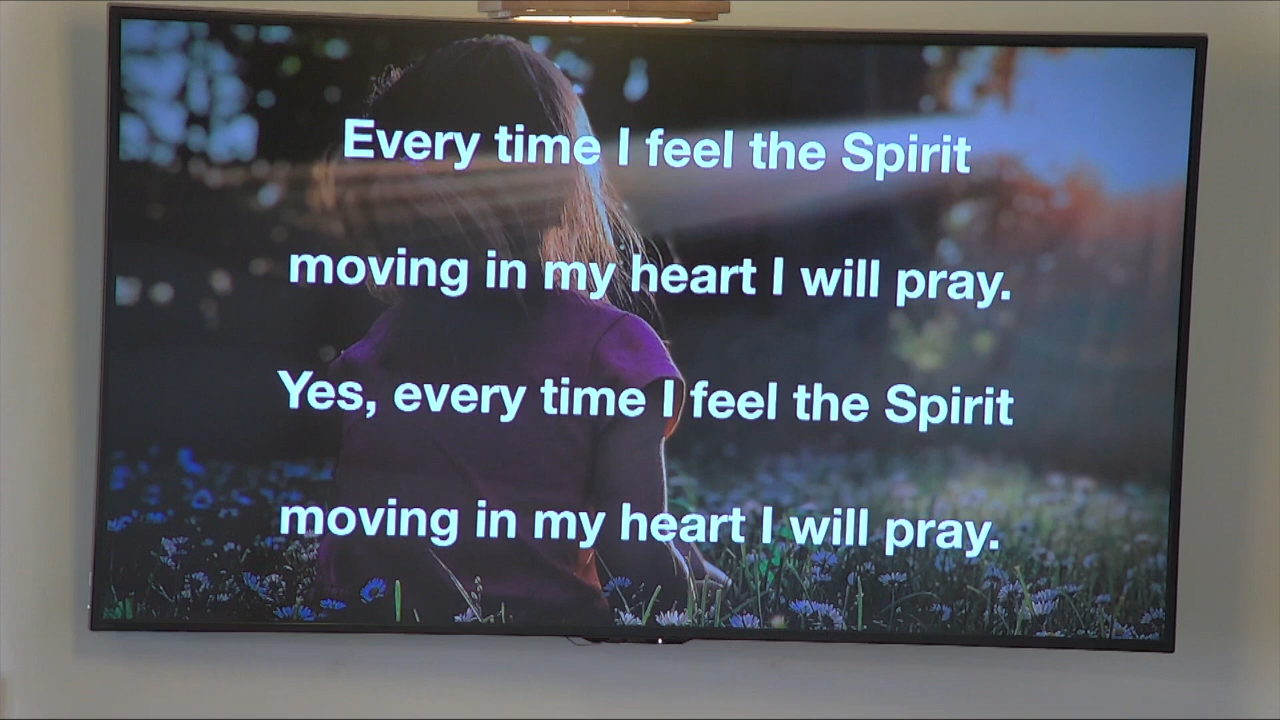 Every time I feel the Spirit
moving in my heart I will pray.
Yes, every time I feel the Spirit
moving in my heart I will pray.